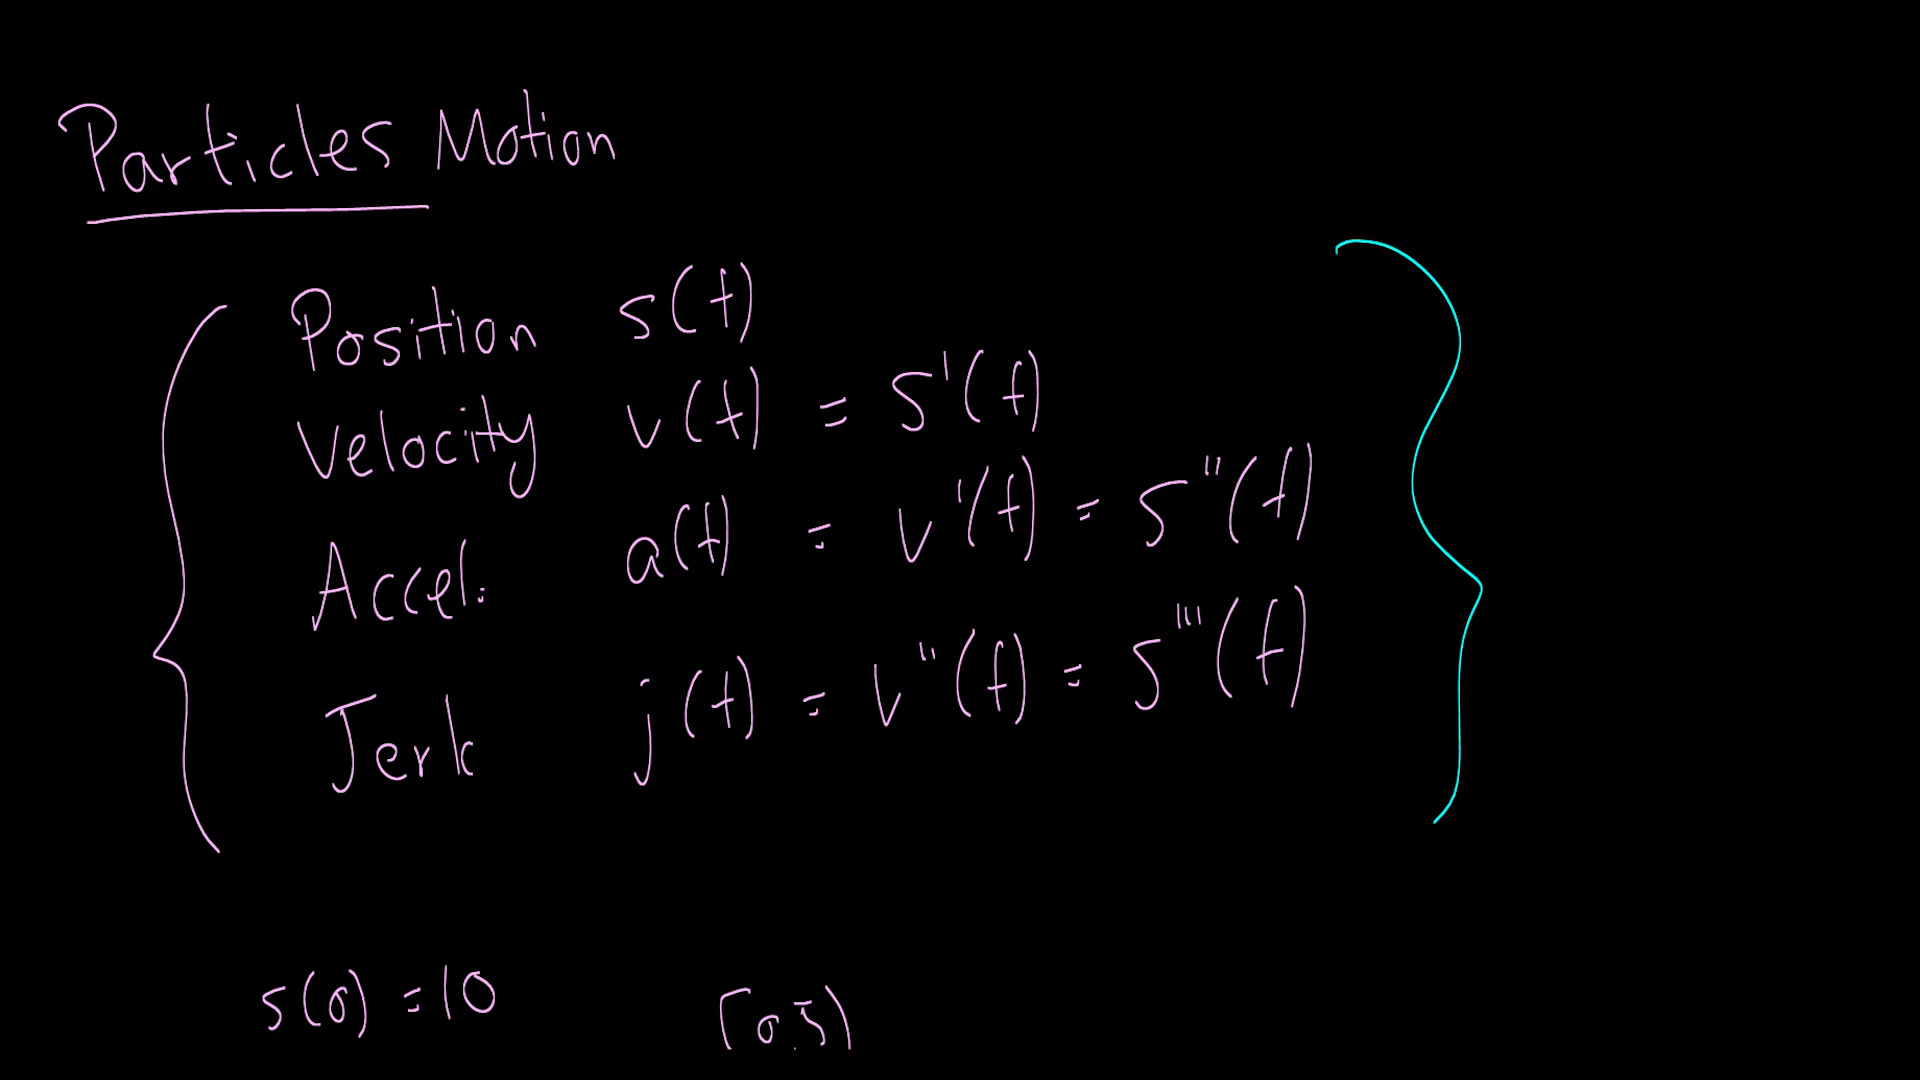 Particles Motion
Position s(t)
Velocity v(t) = s'(t)
Accel. a(t) = v'(t) = s''(t)
Jerk j(t) = v''(t) = s'''(t)
s(0) = 10 [0,5]